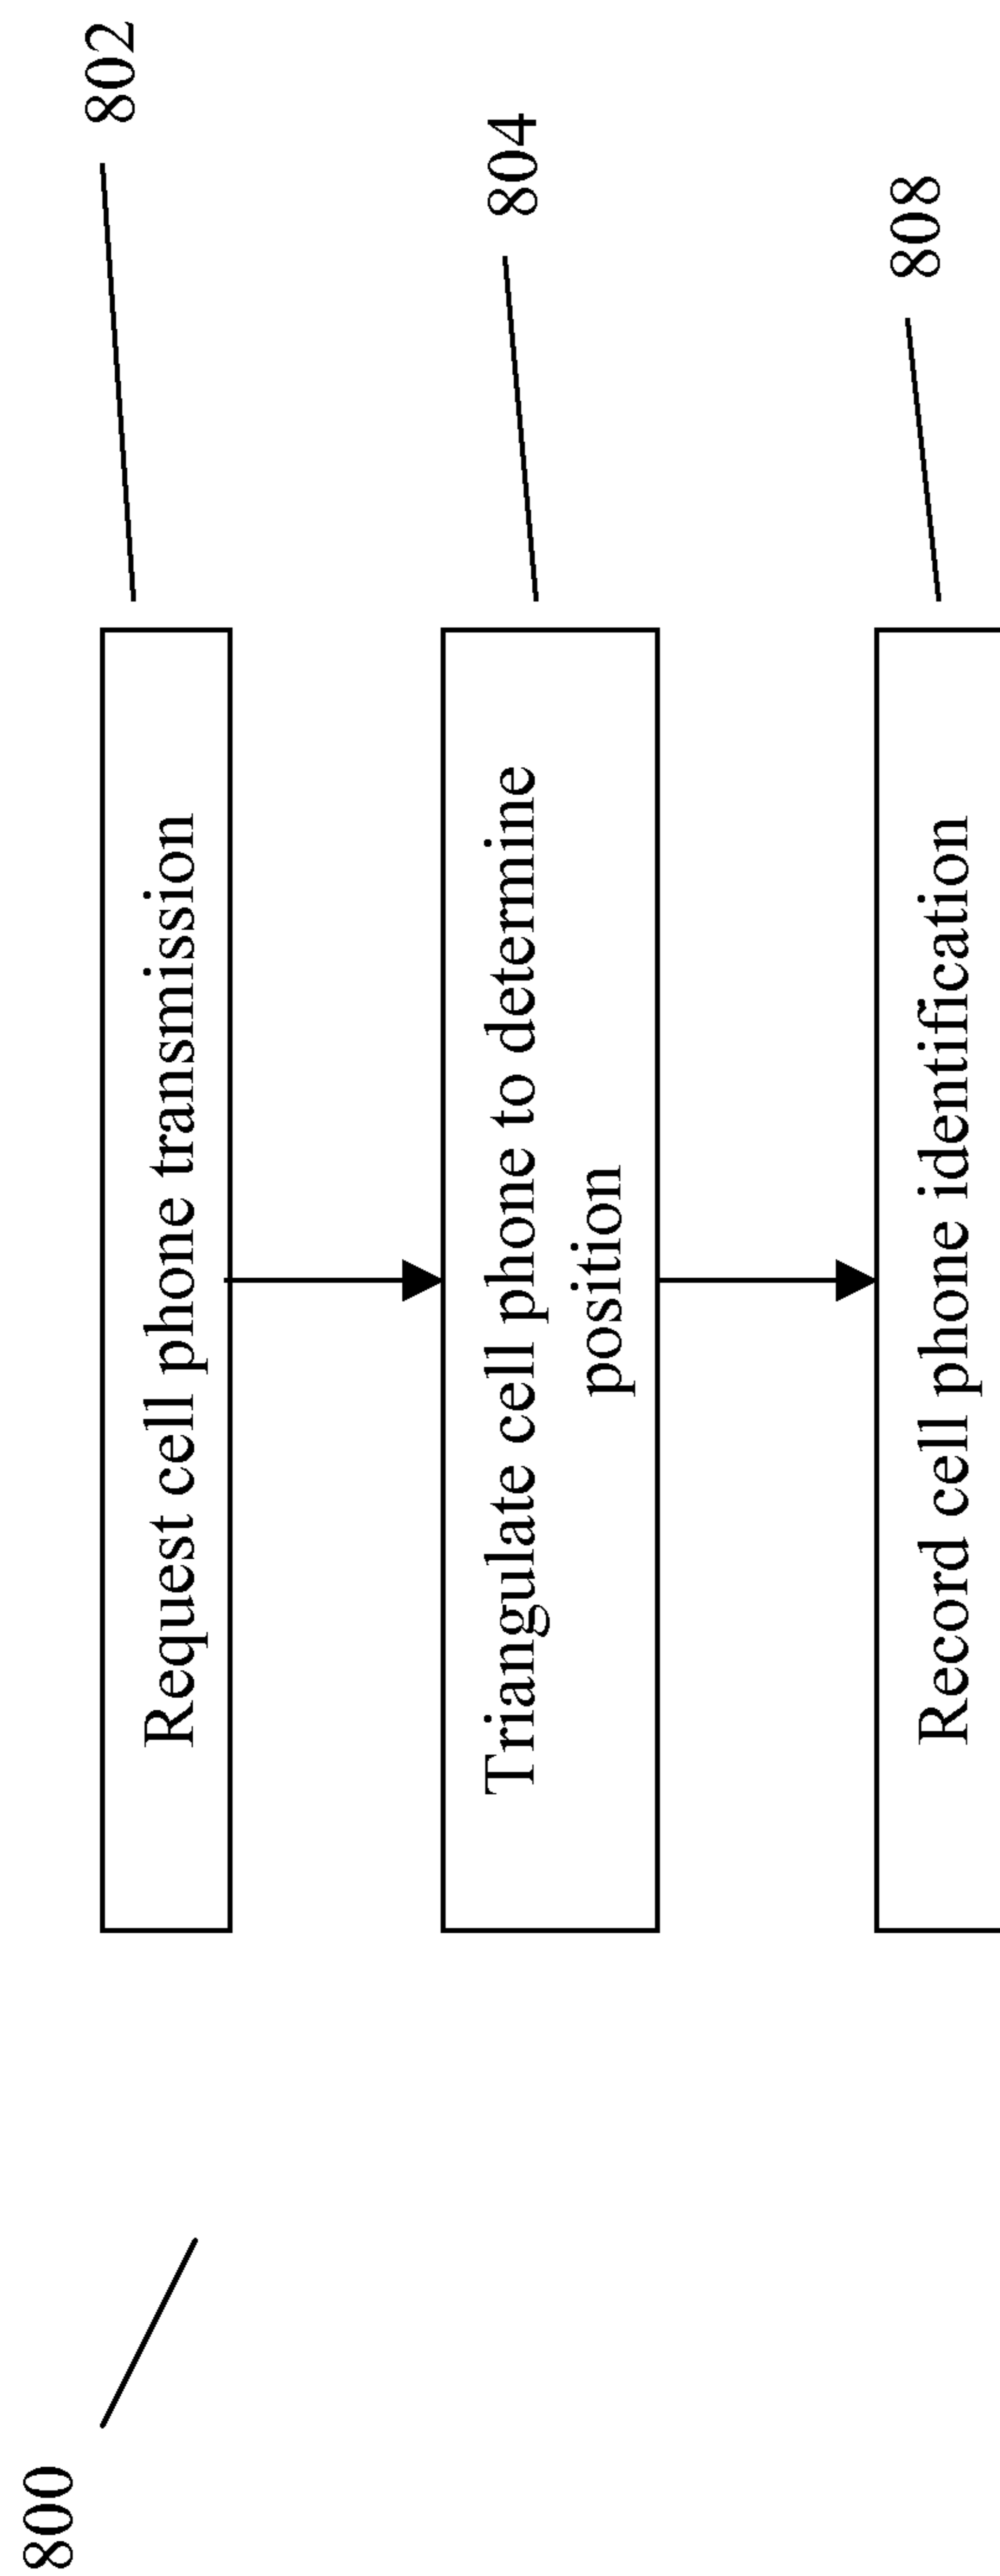 800
802
Request cell phone transmission
804
Triangulate cell phone to determine
position
808
Record cell phone identification